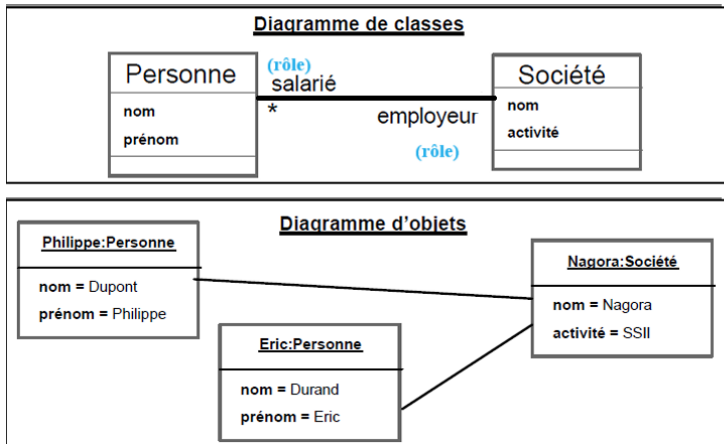 Diagramme de classes
Personne
(rôle)
salarié
Société
nom
prénom
*
employeur
(rôle)
nom
activité
Diagramme d'objets
Philippe:Personne
nom = Dupont
prénom = Philippe
Nagora:Société
nom = Nagora
activité = SSII
Eric:Personne
nom = Durand
prénom = Eric